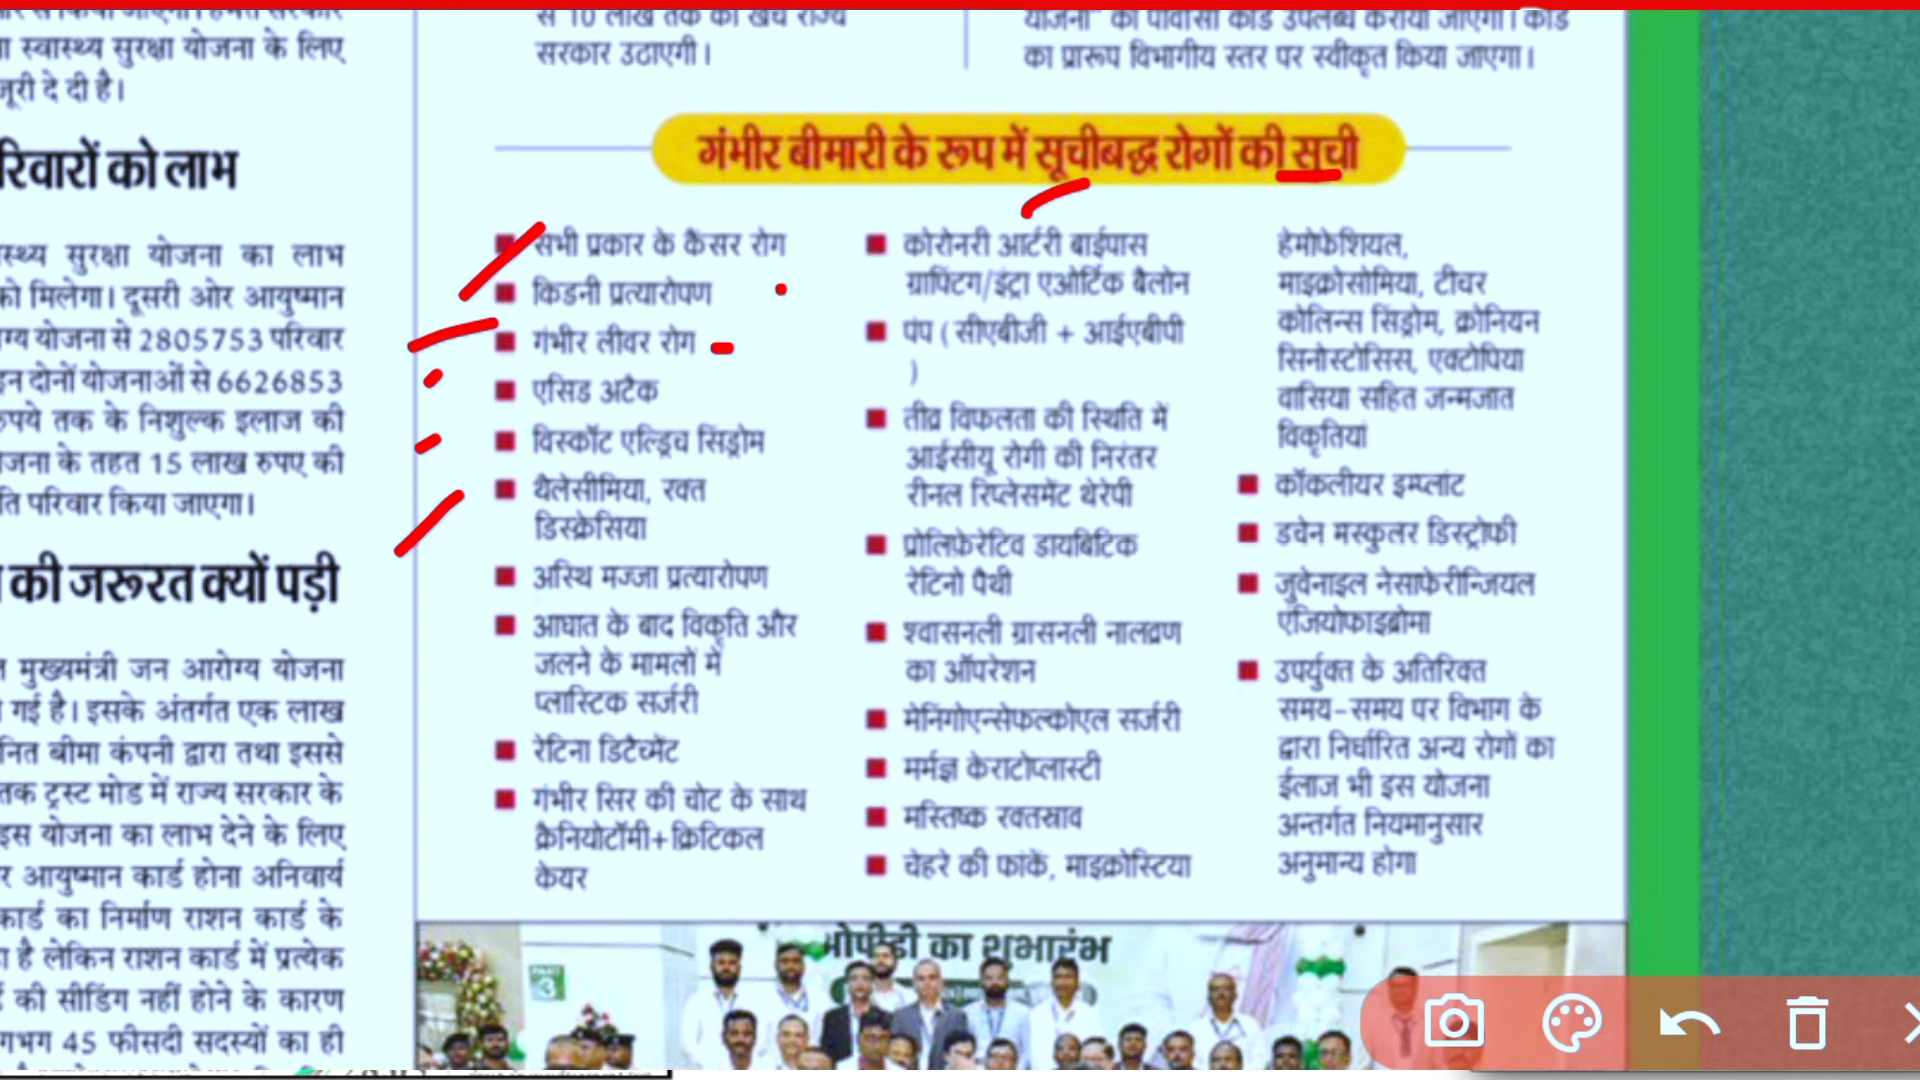 स्वास्थ्य सुरक्षा योजना के लिए
जूरी दे दी है।
रिवारों को लाभ
स्थ्य सुरक्षा योजना का लाभ
को मिलेगा। दूसरी ओर आयुष्मान
ग्य योजना से 2805753 परिवार
इन दोनों योजनाओं से 6626853
रुपये तक के निशुल्क इलाज की
जना के तहत 15 लाख रुपए की
ति परिवार किया जाएगा।
की जरूरत क्यों पड़ी
मुख्यमंत्री जन आरोग्य योजना
गई है। इसके अंतर्गत एक लाख
नित बीमा कंपनी द्वारा तथा इससे
तक ट्रस्ट मोड में राज्य सरकार के
इस योजना का लाभ देने के लिए
र आयुष्मान कार्ड होना अनिवार्य
कार्ड का निर्माण राशन कार्ड के
है लेकिन राशन कार्ड में प्रत्येक
की सीडिंग नहीं होने के कारण
गभग 45 फीसदी सदस्यों का ही
से 10 लाख तक का खर्च राज्य
सरकार उठाएगी।
योजना" का पीवीसी कार्ड उपलब्ध कराया जाएगा। कार्ड
का प्रारूप विभागीय स्तर पर स्वीकृत किया जाएगा।
गंभीर बीमारी के रूप में सूचीबद्ध रोगों की सूची
सभी प्रकार के कैंसर रोग
किडनी प्रत्यारोपण
गंभीर लीवर रोग
एसिड अटैक
विस्कॉट एल्ड्रिच सिंड्रोम
थैलेसीमिया, रक्त
डिस्क्रेसिया
अस्थि मज्जा प्रत्यारोपण
आघात के बाद विकृति और
जलने के मामलों में
प्लास्टिक सर्जरी
रेटिना डिटैचमेंट
गंभीर सिर की चोट के साथ
क्रैनियोटॉमी+क्रिटिकल
केयर
कोरोनरी आर्टरी बाईपास
ग्राफ्टिंग/इंट्रा एओर्टिक बैलोन
पंप ( सीएबीजी + आईएबीपी
)
तीव्र विफलता की स्थिति में
आईसीयू रोगी की निरंतर
रीनल रिप्लेसमेंट थेरेपी
प्रोलिफेरेटिव डायबिटिक
रेटिनो पैथी
श्वासनली ग्रासनली नालव्रण
का ऑपरेशन
मेनिंगोएन्सेफल्कोएल सर्जरी
मर्मज्ञ केराटोप्लास्टी
मस्तिष्क रक्तस्राव
चेहरे की फांकें, माइक्रोस्टिया
हेमीफेशियल,
माइक्रोसोमिया, टीचर
कोलिन्स सिंड्रोम, क्रोनियन
सिनोस्टोसिस, एक्टोपिया
वासिया सहित जन्मजात
विकृतियां
कॉकलीयर इम्प्लांट
डचेन मस्कुलर डिस्ट्रोफी
जुवेनाइल नेसाफेरीन्जियल
एंजियोफाइब्रोमा
उपर्युक्त के अतिरिक्त
समय-समय पर विभाग के
द्वारा निर्धारित अन्य रोगों का
ईलाज भी इस योजना
अन्तर्गत नियमानुसार
अनुमान्य होगा
ओपीडी का शुभारंभ
3